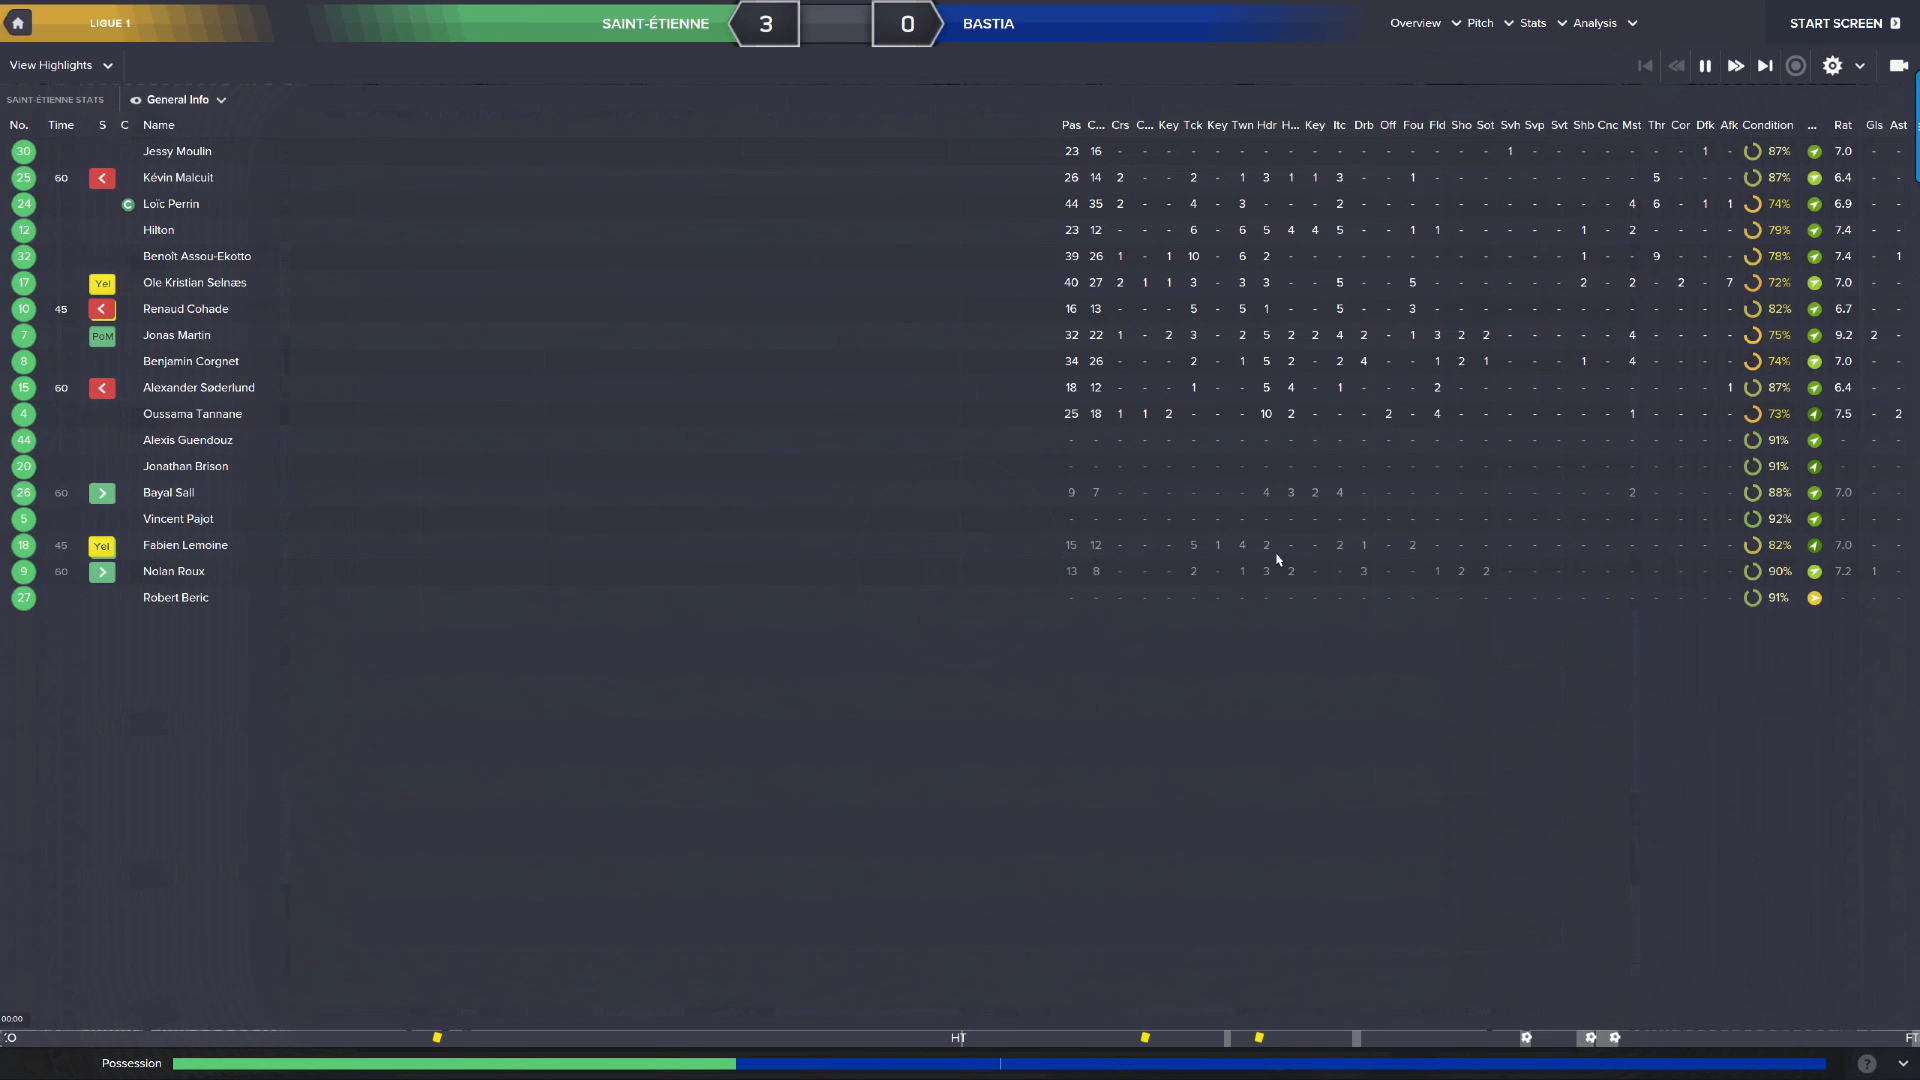 LIGUE 1 SAINT-ÉTIENNE 3 0 BASTIA Overview Pitch Stats Analysis START SCREEN
View Highlights
SAINT-ÉTIENNE STATS General Info
No. Time S C Name Pas C... Crs C... Key Tck Key Twn Hdr H... Key Itc Drb Off Fou Fld Sho Sot Svh Svp Svt Shb Cnc Mst Thr Cor Dfk Afk Condition ... Rat Gls Ast
30 Jessy Moulin 23 16 - - - - - - - - - - - - - - - - 1 - - - - - - - 1 - 87% 7.0 - -
25 60 Kévin Malcuit 26 14 2 - - 2 - 1 3 1 1 3 - - 1 - - - - - - - - - 5 - - - 87% 6.4 - -
24 C Loïc Perrin 44 35 2 - - 4 - 3 - - - 2 - - - - - - - - - - - 4 6 - 1 1 74% 6.9 - -
12 Hilton 23 12 - - - 6 - 6 5 4 4 5 - - 1 1 - - - - - 1 - 2 - - - - 79% 7.4 - -
32 Benoît Assou-Ekotto 39 26 1 - 1 10 - 6 2 - - - - - - - - - - - - 1 - - 9 - - - 78% 7.4 - 1
17 Yel Ole Kristian Selnæs 40 27 2 1 1 3 - 3 3 - - 5 - - 5 - - - - - - 2 - 2 - 2 - 7 72% 7.0 - -
10 45 Renaud Cohade 16 13 - - - 5 - 5 1 - - 5 - - 3 - - - - - - - - - - - - - 82% 6.7 - -
7 PoM Jonas Martin 32 22 1 - 2 3 - 2 5 2 2 4 2 - 1 3 2 2 - - - - - 4 - - - - 75% 9.2 2 -
8 Benjamin Corgnet 34 26 - - - 2 - 1 5 2 - 2 4 - - 1 2 1 - - - 1 - 4 - - - - 74% 7.0 - -
15 60 Alexander Søderlund 18 12 - - - 1 - - 5 4 - 1 - - - 2 - - - - - - - - - - - 1 87% 6.4 - -
4 Oussama Tannane 25 18 1 1 2 - - - 10 2 - - - 2 - 4 - - - - - - - 1 - - - - 73% 7.5 - 2
44 Alexis Guendouz - - - - - - - - - - - - - - - - - - - - - - - - - - - - 91% - - -
20 Jonathan Brison - - - - - - - - - - - - - - - - - - - - - - - - - - - - 91% - - -
26 60 Bayal Sall 9 7 - - - - - - 4 3 2 4 - - - - - - - - - - - 2 - - - - 88% 7.0 - -
5 Vincent Pajot - - - - - - - - - - - - - - - - - - - - - - - - - - - - 92% - - -
18 45 Yel Fabien Lemoine 15 12 - - - 5 1 4 2 - - 2 1 - 2 - - - - - - - - - - - - - 82% 7.0 - -
9 60 Nolan Roux 13 8 - - - 2 - 1 3 2 - - 3 - - 1 2 2 - - - - - - - - - - 90% 7.2 1 -
27 Robert Beric - - - - - - - - - - - - - - - - - - - - - - - - - - - - 91% - - -
00:00
HT FT
Possession ?